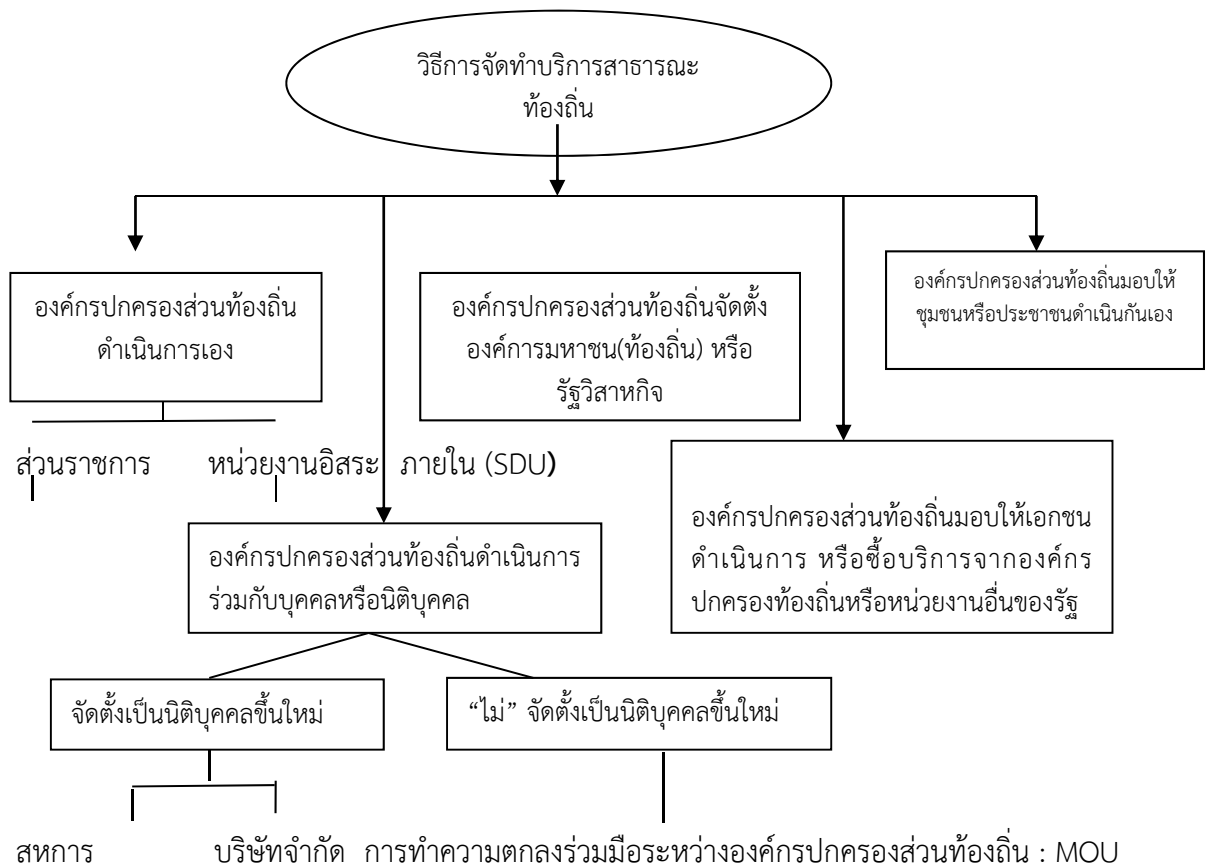 วิธีการจัดทำบริการสาธารณะ
ท้องถิ่น
องค์กรปกครองส่วนท้องถิ่น
ดำเนินการเอง
องค์กรปกครองส่วนท้องถิ่นจัดตั้ง
องค์การมหาชน(ท้องถิ่น) หรือ
รัฐวิสาหกิจ
องค์กรปกครองส่วนท้องถิ่นมอบให้
ชุมชนหรือประชาชนดำเนินกันเอง
ส่วนราชการ หน่วยงานอิสระ ภายใน (SDU)
องค์กรปกครองส่วนท้องถิ่นดำเนินการ
ร่วมกับบุคคลหรือนิติบุคคล
องค์กรปกครองส่วนท้องถิ่นมอบให้เอกชน
ดำเนินการ หรือซื้อบริการจากองค์กร
ปกครองท้องถิ่นหรือหน่วยงานอื่นของรัฐ
จัดตั้งเป็นนิติบุคคลขึ้นใหม่
“ไม่” จัดตั้งเป็นนิติบุคคลขึ้นใหม่
สหการ บริษัทจำกัด การทำความตกลงร่วมมือระหว่างองค์กรปกครองส่วนท้องถิ่น : MOU